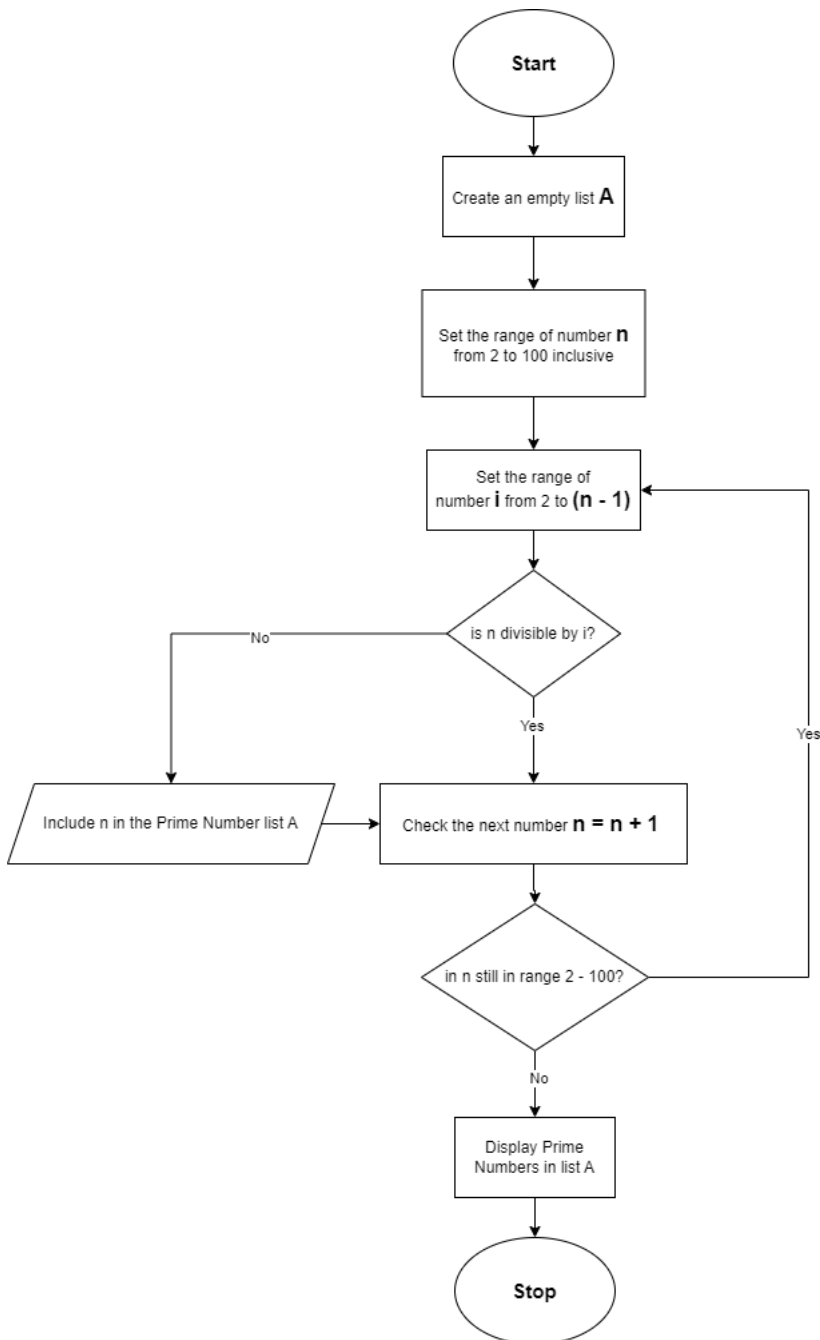 Start
Create an empty list A
Set the range of number n
from 2 to 100 inclusive
Set the range of
number i from 2 to (n - 1)
is n divisible by i?
No
Yes
Yes
Include n in the Prime Number list A
Check the next number n = n + 1
in n still in range 2 - 100?
No
Display Prime
Numbers in list A
Stop